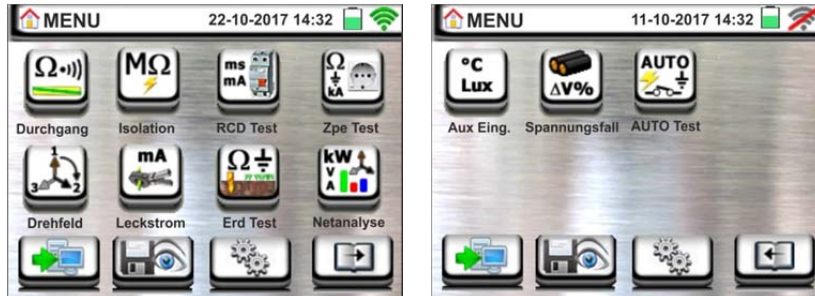 MENU 22-10-2017 14:32
Ω MΩ ms mA Ω kA
Durchgang Isolation RCD Test Zpe Test
1 2 3 mA Ω kW V A
Drehfeld Leckstrom Erd Test Netanalyse
MENU 11-10-2017 14:32
°C Lux ΔV% AUTO
Aux Eing. Spannungsfall AUTO Test